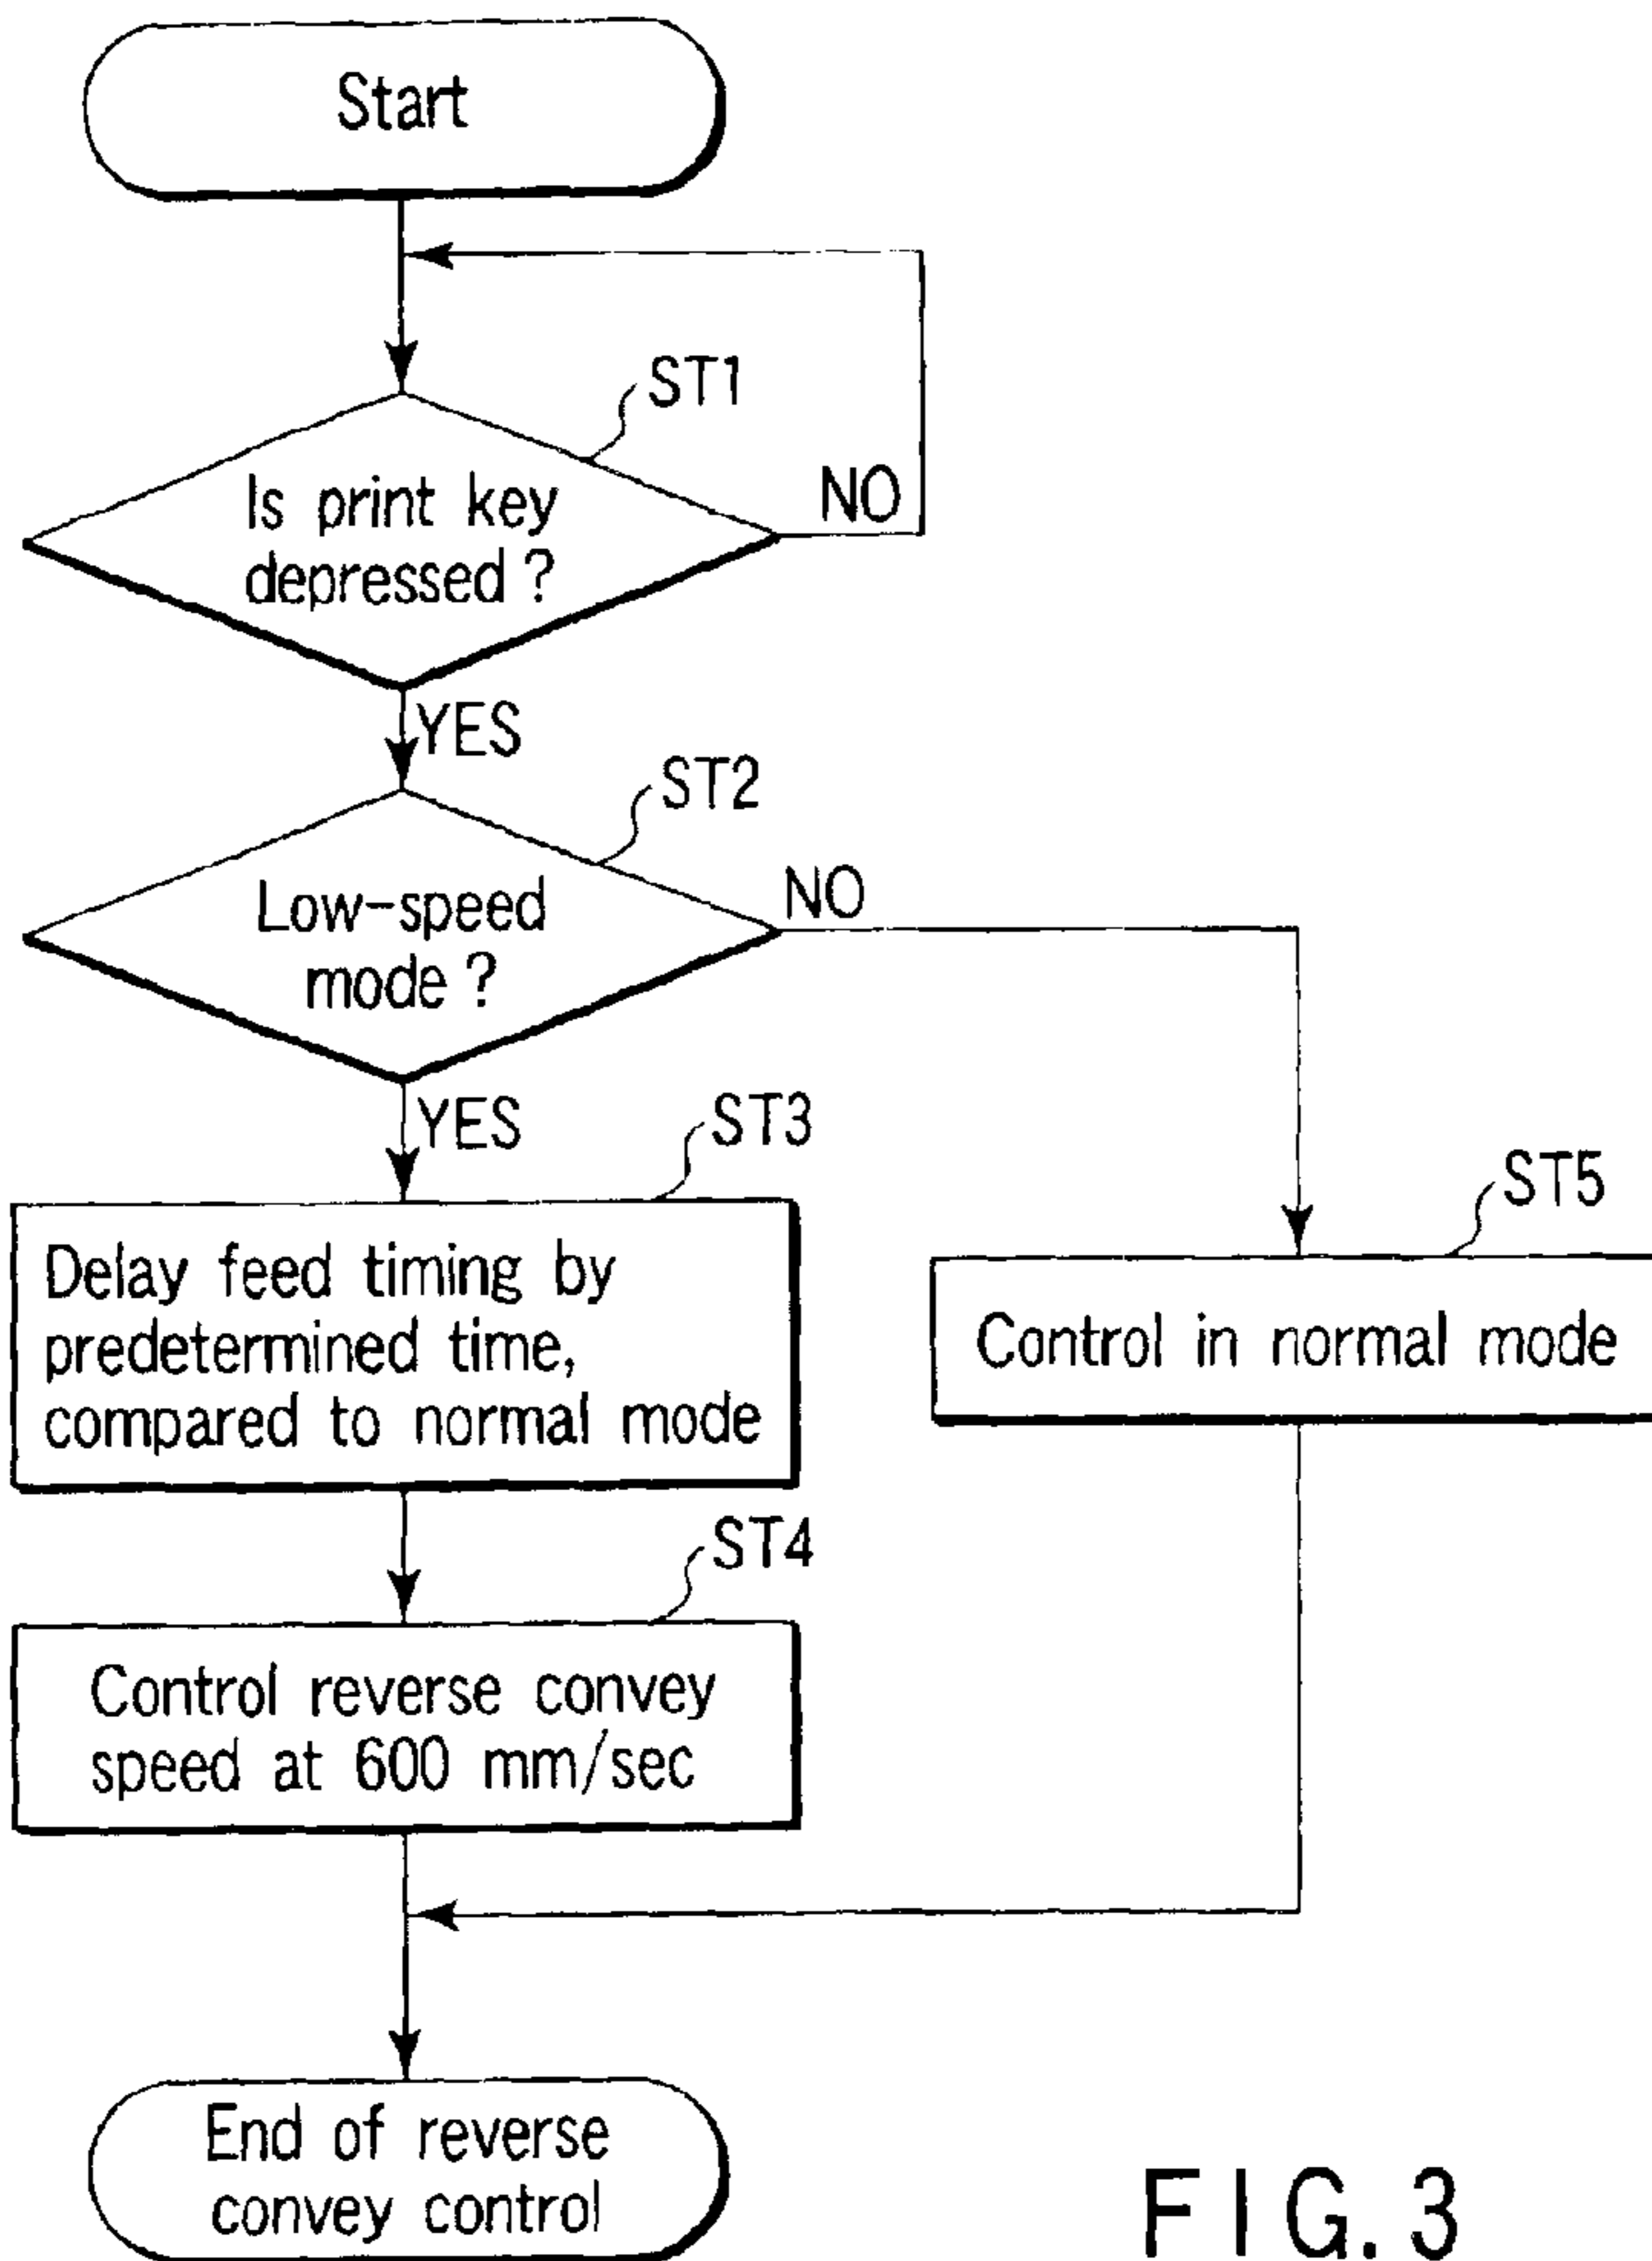 Start
ST1
Is print key
depressed ?
NO
YES
ST2
Low-speed
mode ?
NO
YES
ST3
Delay feed timing by
predetermined time,
compared to normal mode
ST5
Control in normal mode
ST4
Control reverse convey
speed at 600 mm/sec
End of reverse
convey control
FIG. 3